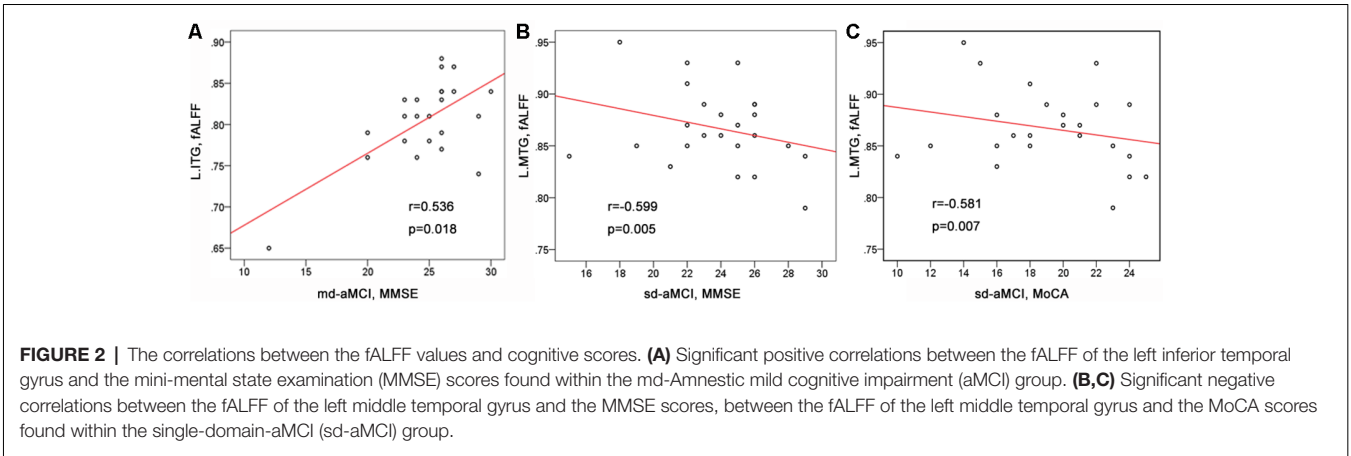 A
B
C
L.ITG, fALFF
.90
.85
.80
.75
.70
.65
r=0.536
p=0.018
10 15 20 25 30
md-aMCI, MMSE
L.MTG, fALFF
.95
.90
.85
.80
.75
r=-0.599
p=0.005
16 18 20 22 24 26 28 30
sd-aMCI, MMSE
L.MTG, fALFF
.95
.90
.85
.80
.75
r=-0.581
p=0.007
10 12 14 16 18 20 22 24
sd-aMCI, MoCA
FIGURE 2 | The correlations between the fALFF values and cognitive scores. (A) Significant positive correlations between the fALFF of the left inferior temporal
gyrus and the mini-mental state examination (MMSE) scores found within the md-Amnestic mild cognitive impairment (aMCI) group. (B,C) Significant negative
correlations between the fALFF of the left middle temporal gyrus and the MMSE scores, between the fALFF of the left middle temporal gyrus and the MoCA scores
found within the single-domain-aMCI (sd-aMCI) group.